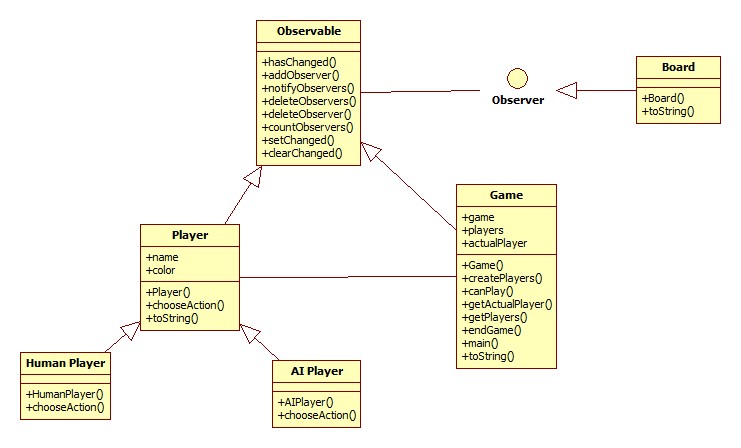 Observable
+hasChanged()
+addObserver()
+notifyObservers()
+deleteObservers()
+deleteObserver()
+countObservers()
+setChanged()
+clearChanged()
Observer
Board
+Board()
+toString()
Game
+game
+players
+actualPlayer
+Game()
+createPlayers()
+canPlay()
+getActualPlayer()
+getPlayers()
+endGame()
+main()
+toString()
Player
+name
+color
+Player()
+chooseAction()
+toString()
Human Player
+HumanPlayer()
+chooseAction()
AI Player
+AIPlayer()
+chooseAction()